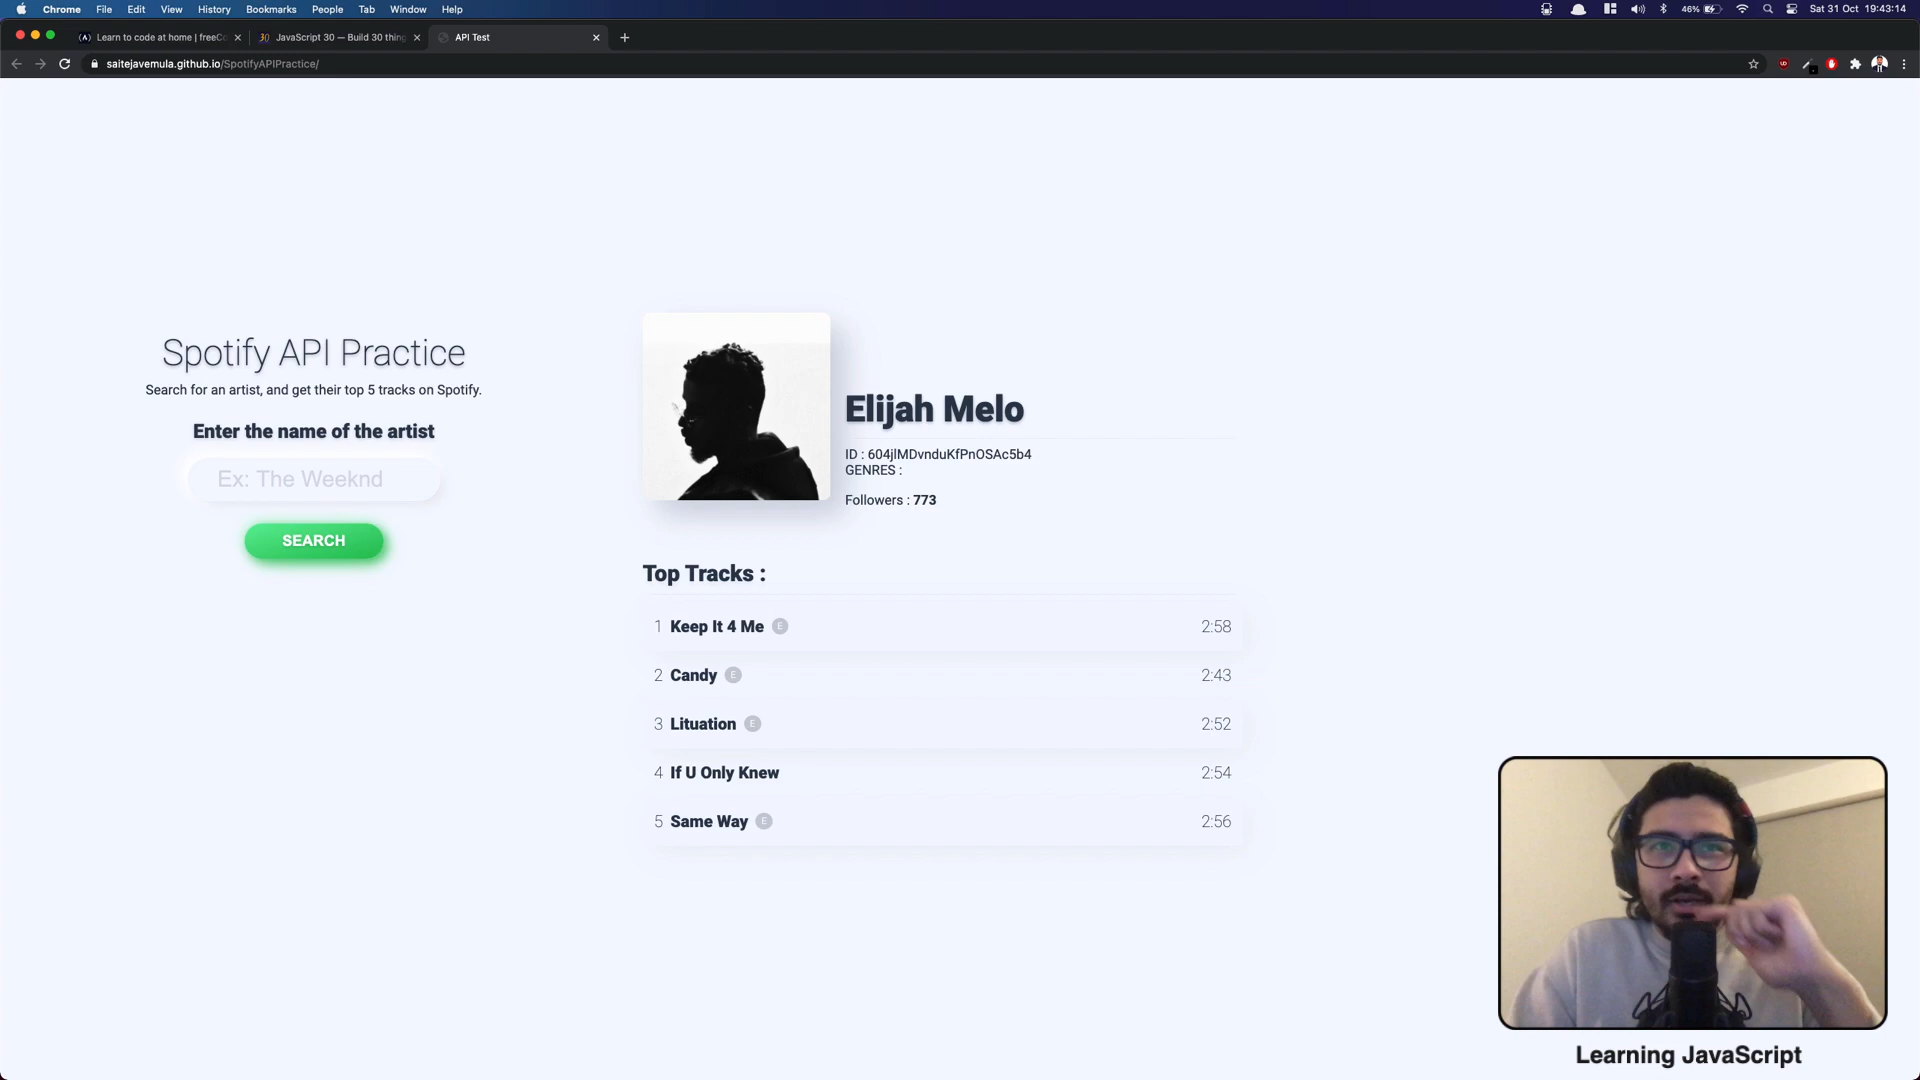 Chrome File Edit View History Bookmarks People Tab Window Help 46% Sat 31 Oct 19:43:14
Learn to code at home | freeCo JavaScript 30 — Build 30 thing API Test
saitejavemula.github.io/SpotifyAPIPractice/
Spotify API Practice
Search for an artist, and get their top 5 tracks on Spotify.
Enter the name of the artist
Ex: The Weeknd
SEARCH
Elijah Melo
ID : 604jlMDvnduKfPnOSAc5b4
GENRES :
Followers : 773
Top Tracks :
1 Keep It 4 Me E 2:58
2 Candy E 2:43
3 Lituation E 2:52
4 If U Only Knew 2:54
5 Same Way E 2:56
Learning JavaScript